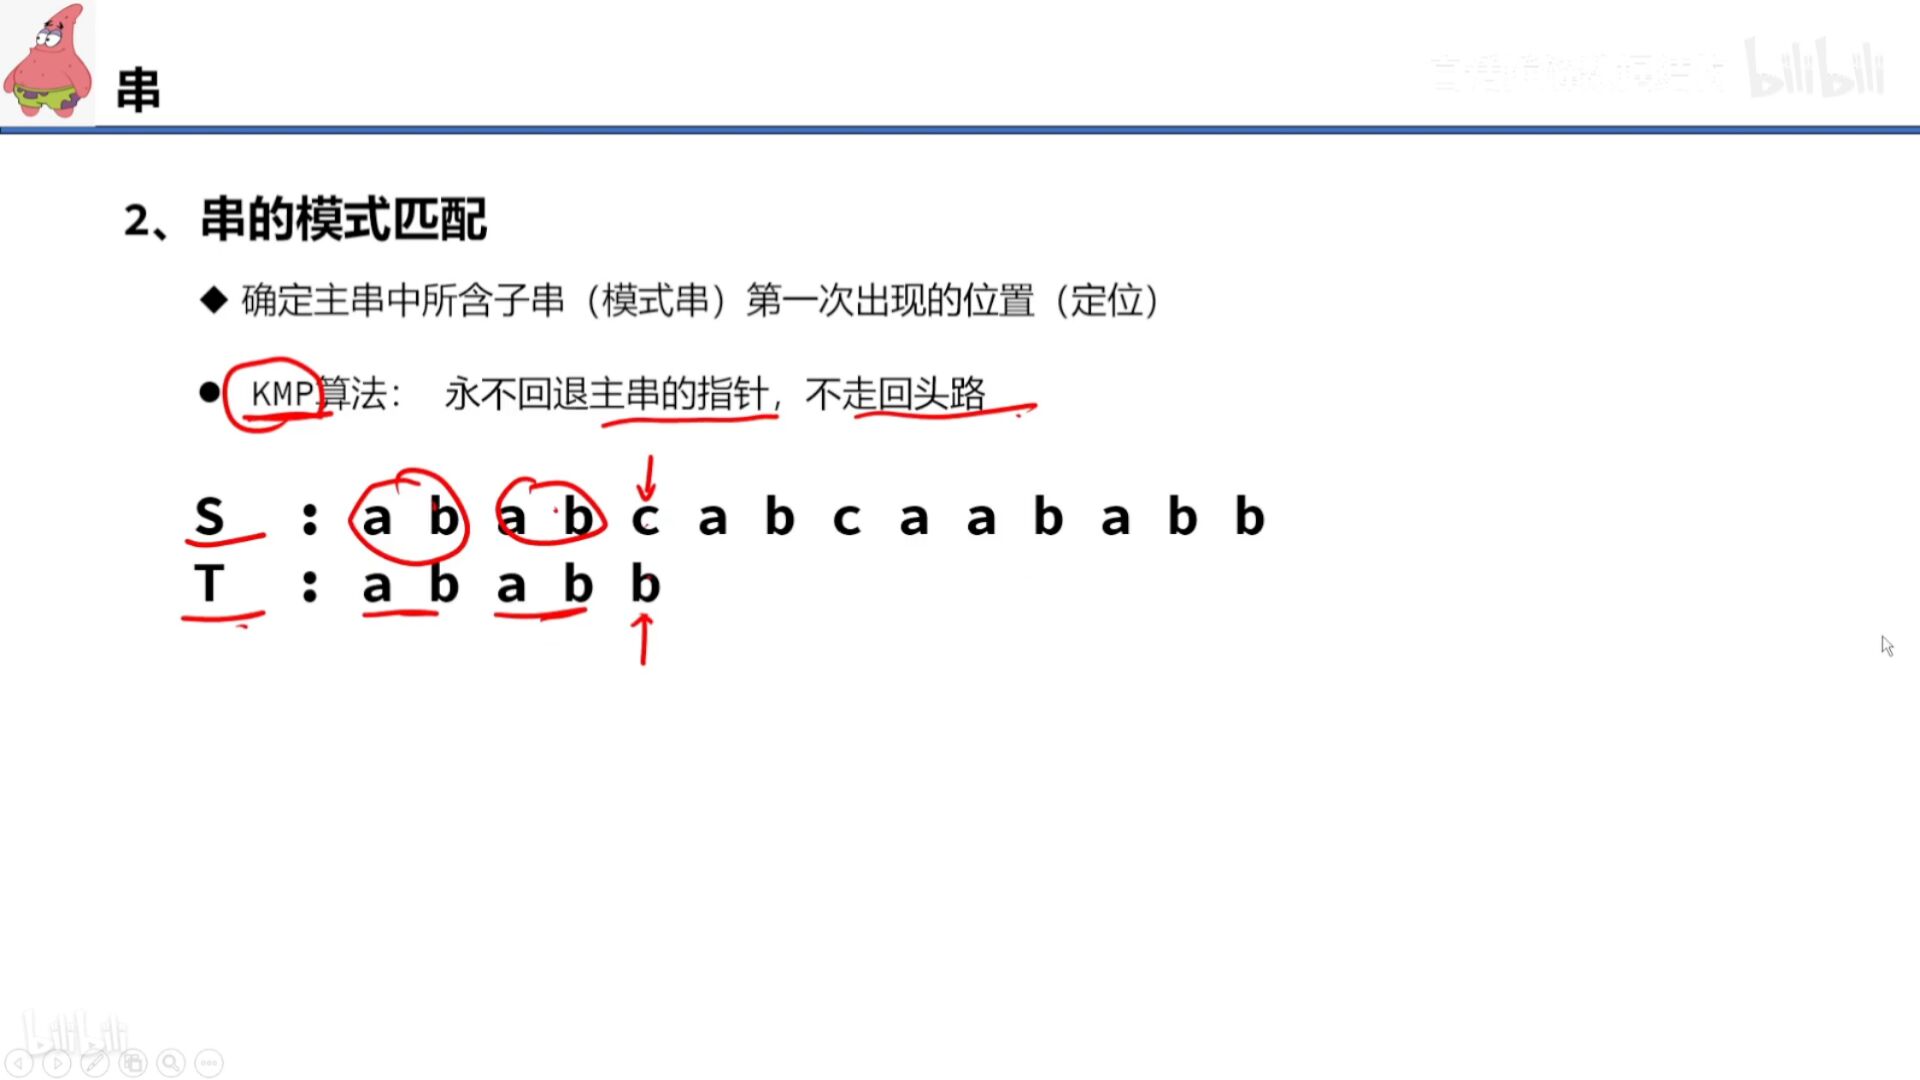 串
bilibili
2、串的模式匹配
◆ 确定主串中所含子串（模式串）第一次出现的位置（定位）
● KMP算法： 永不回退主串的指针，不走回头路
S : a b a b c a b c a a b a b b
T : a b a b b
bilibili